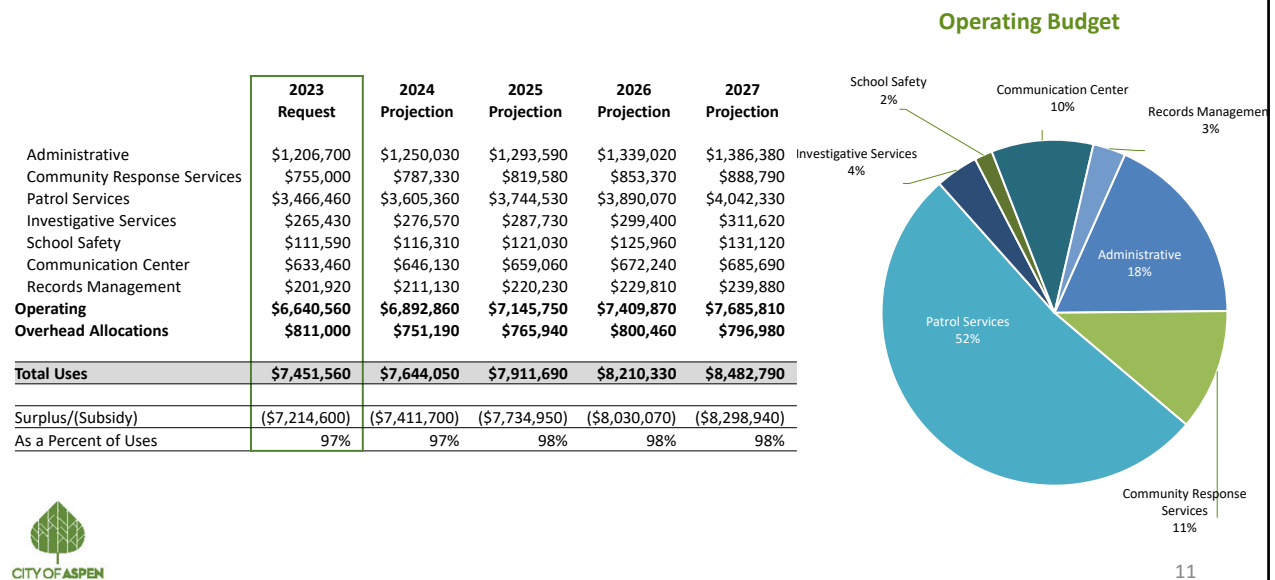 Operating Budget
2023 2024 2025 2026 2027
Request Projection Projection Projection Projection
Administrative $1,206,700 $1,250,030 $1,293,590 $1,339,020 $1,386,380
Community Response Services $755,000 $787,330 $819,580 $853,370 $888,790
Patrol Services $3,466,460 $3,605,360 $3,744,530 $3,890,070 $4,042,330
Investigative Services $265,430 $276,570 $287,730 $299,400 $311,620
School Safety $111,590 $116,310 $121,030 $125,960 $131,120
Communication Center $633,460 $646,130 $659,060 $672,240 $685,690
Records Management $201,920 $211,130 $220,230 $229,810 $239,880
Operating $6,640,560 $6,892,860 $7,145,750 $7,409,870 $7,685,810
Overhead Allocations $811,000 $751,190 $765,940 $800,460 $796,980
Total Uses $7,451,560 $7,644,050 $7,911,690 $8,210,330 $8,482,790
Surplus/(Subsidy) ($7,214,600) ($7,411,700) ($7,734,950) ($8,030,070) ($8,298,940)
As a Percent of Uses 97% 97% 98% 98% 98%
School Safety
2%
Communication Center
10%
Records Managemen
3%
Investigative Services
4%
Administrative
18%
Patrol Services
52%
Community Response
Services
11%
CITY OF ASPEN
11